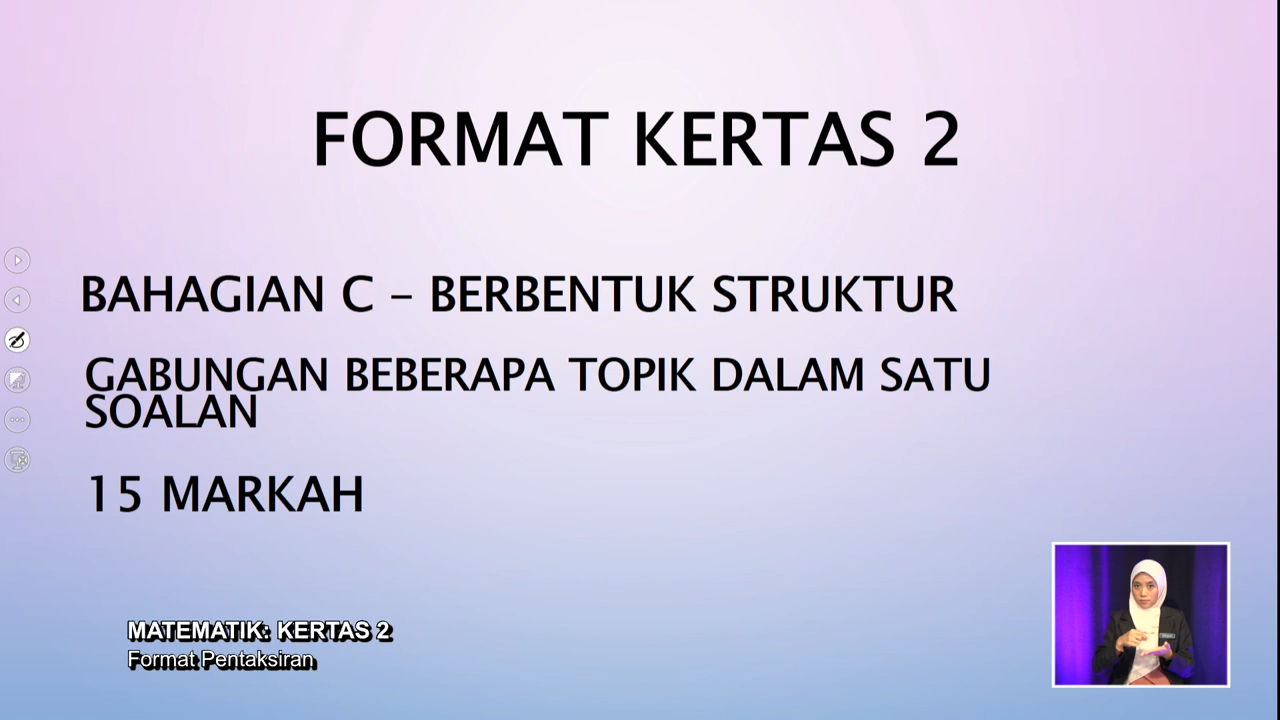 FORMAT KERTAS 2
BAHAGIAN C – BERBENTUK STRUKTUR
GABUNGAN BEBERAPA TOPIK DALAM SATU
SOALAN
15 MARKAH
MATEMATIK: KERTAS 2
Format Pentaksiran